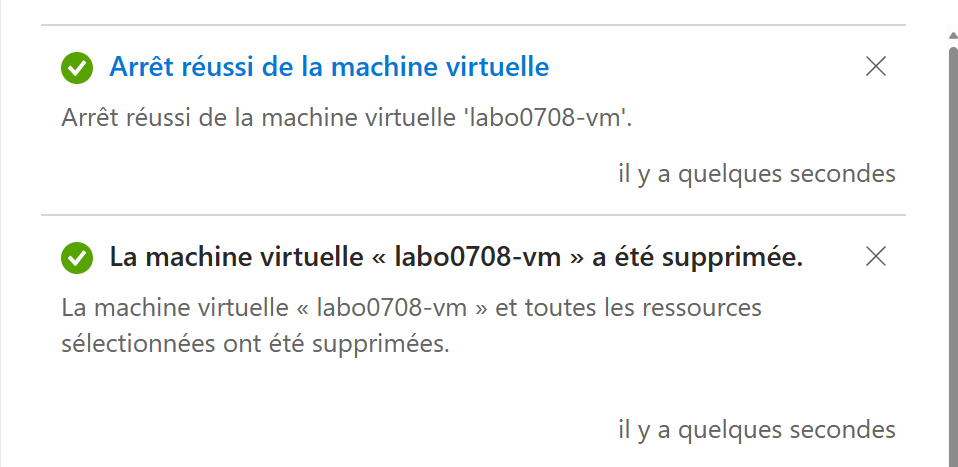 Arrêt réussi de la machine virtuelle
Arrêt réussi de la machine virtuelle 'labo0708-vm'.
il y a quelques secondes
La machine virtuelle « labo0708-vm » a été supprimée.
La machine virtuelle « labo0708-vm » et toutes les ressources
sélectionnées ont été supprimées.
il y a quelques secondes